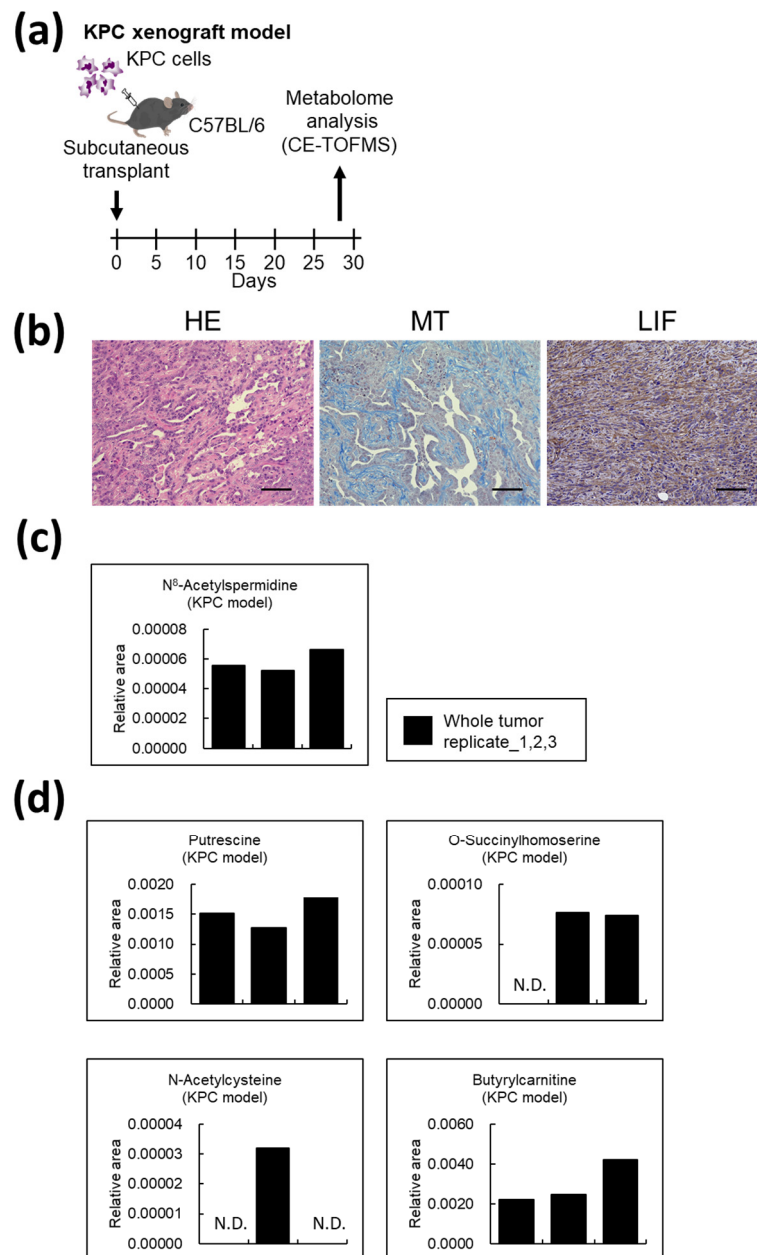 (a)
KPC xenograft model
KPC cells
C57BL/6
Subcutaneous
transplant
Metabolome
analysis
(CE-TOFMS)
0 5 10 15 20 25 30
Days
(b)
HE MT LIF
(c)
N⁸-Acetylspermidine
(KPC model)
Relative area
0.00008
0.00006
0.00004
0.00002
0.00000
Whole tumor
replicate_1,2,3
(d)
Putrescine
(KPC model)
Relative area
0.0020
0.0015
0.0010
0.0005
0.0000
O-Succinylhomoserine
(KPC model)
Relative area
0.00010
0.00005
0.00000
N.D.
N-Acetylcysteine
(KPC model)
Relative area
0.00004
0.00003
0.00002
0.00001
0.00000
N.D. N.D.
Butyrylcarnitine
(KPC model)
Relative area
0.0060
0.0040
0.0020
0.0000